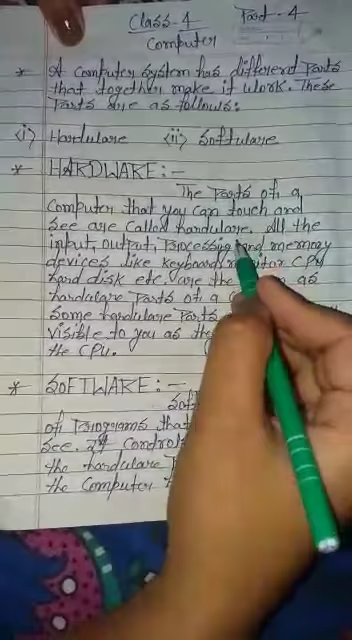 Class-4 Part-4
Computer
* A computer system has different Parts
that together make it work. These
Parts are as follows:
(i) Hardware (ii) Software
* HARDWARE:-
The Parts of a
Computer that you can touch and
see are called hardware. All the
input, output, Processing and memory
devices like keyboard, monitor CPU
hard disk etc. are the as
hardware Parts of a
Some hardware Parts
visible to you as the
the CPU.
* SOFTWARE:-
of Programs that
see. It controls
the hardware
the computer